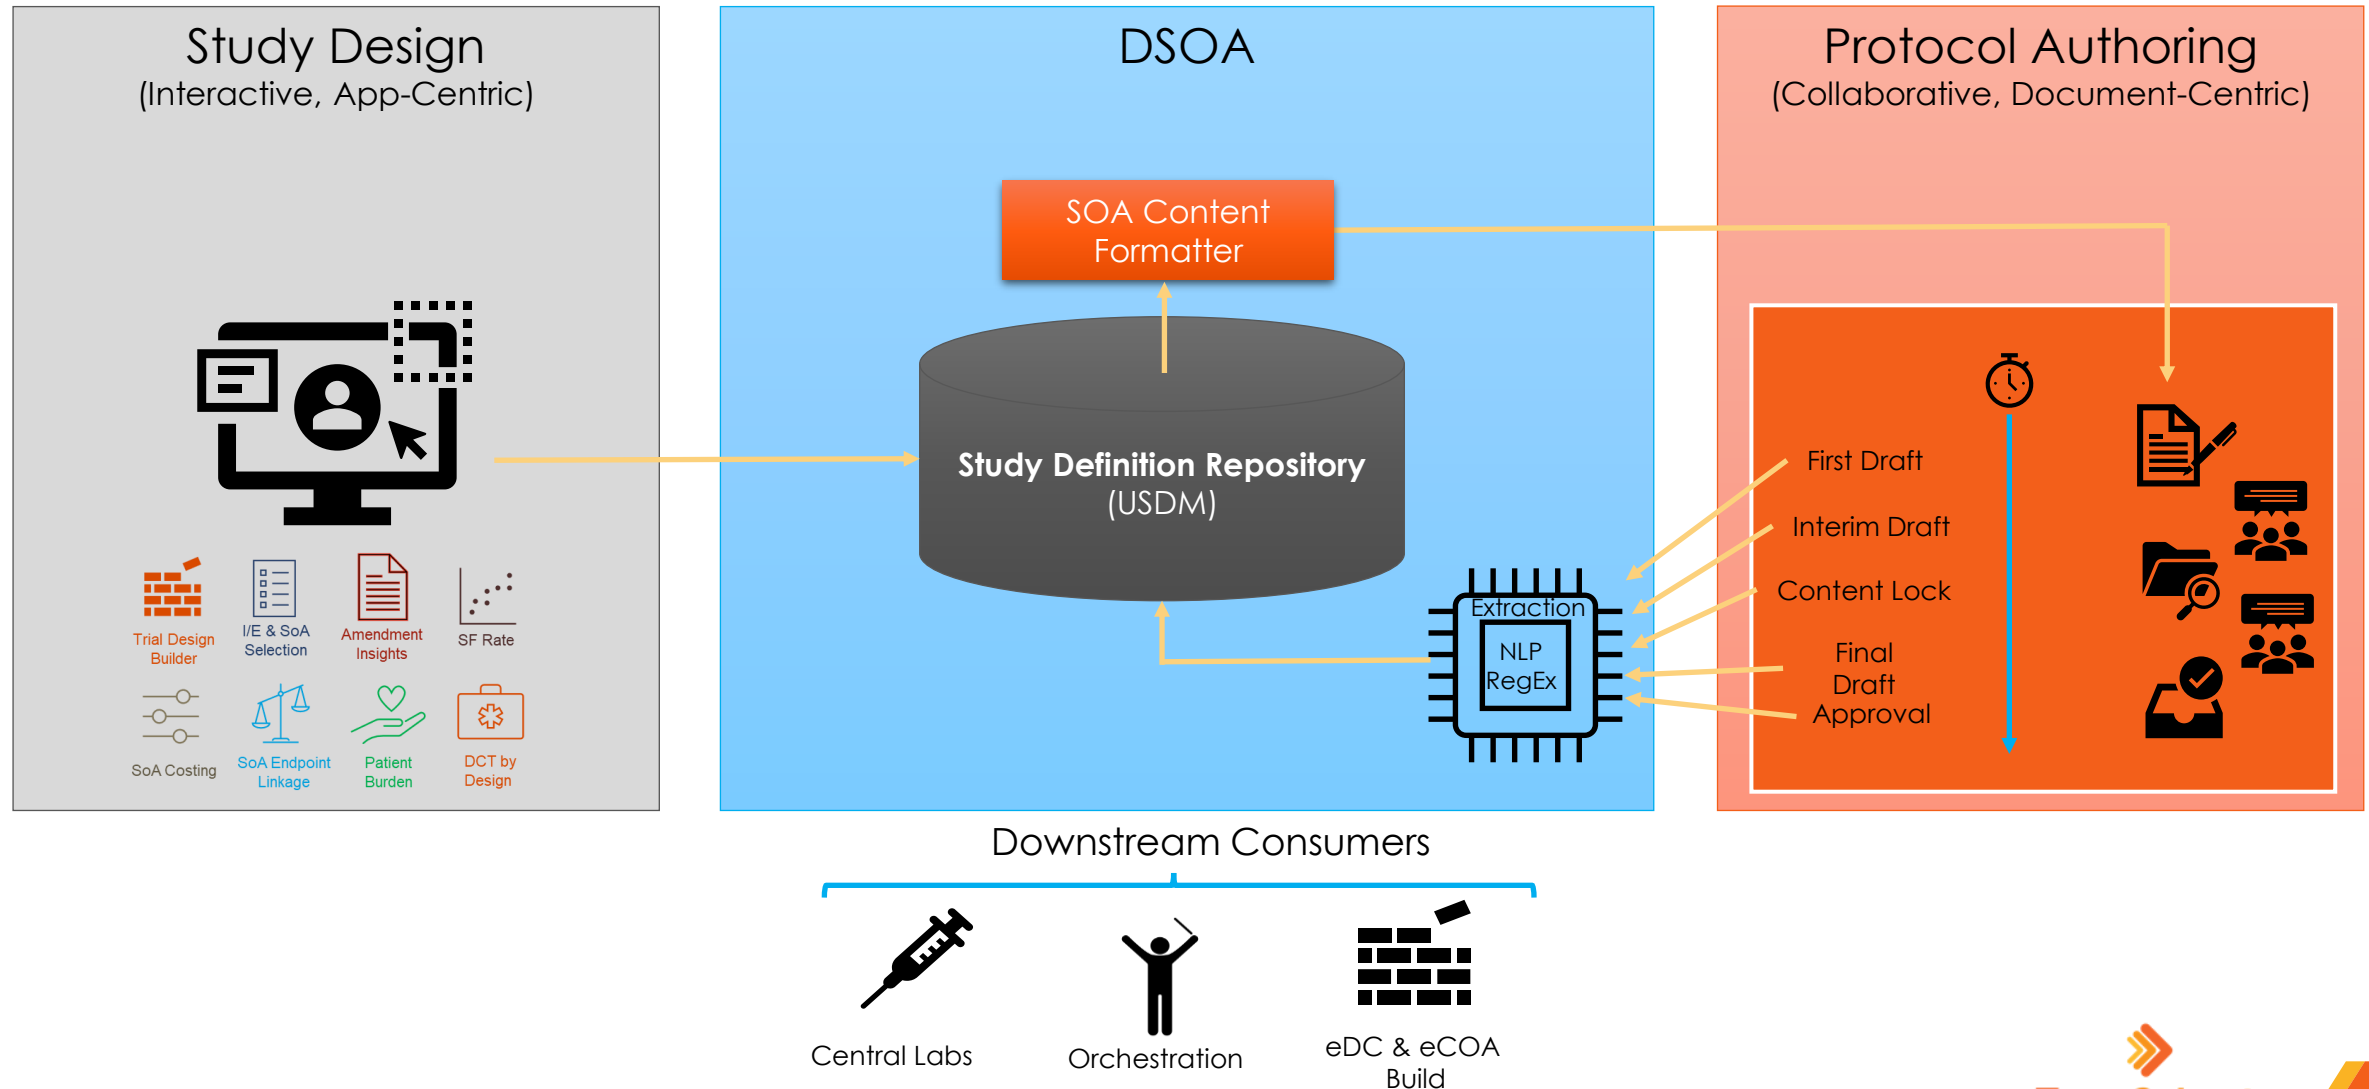 Study Design
(Interactive, App-Centric)
Trial Design
Builder
I/E & SoA
Selection
Amendment
Insights
SF Rate
SoA Costing
SoA Endpoint
Linkage
Patient
Burden
DCT by
Design
DSOA
SOA Content
Formatter
Study Definition Repository
(USDM)
Extraction
NLP
RegEx
Protocol Authoring
(Collaborative, Document-Centric)
First Draft
Interim Draft
Content Lock
Final
Draft
Approval
Downstream Consumers
Central Labs
Orchestration
eDC & eCOA
Build